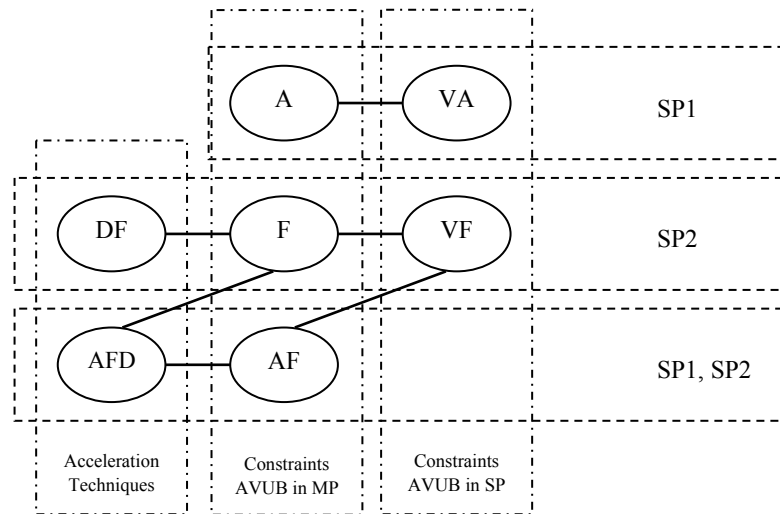 A
VA
SP1
DF
F
VF
SP2
AFD
AF
SP1, SP2
Acceleration
Techniques
Constraints
AVUB in MP
Constraints
AVUB in SP